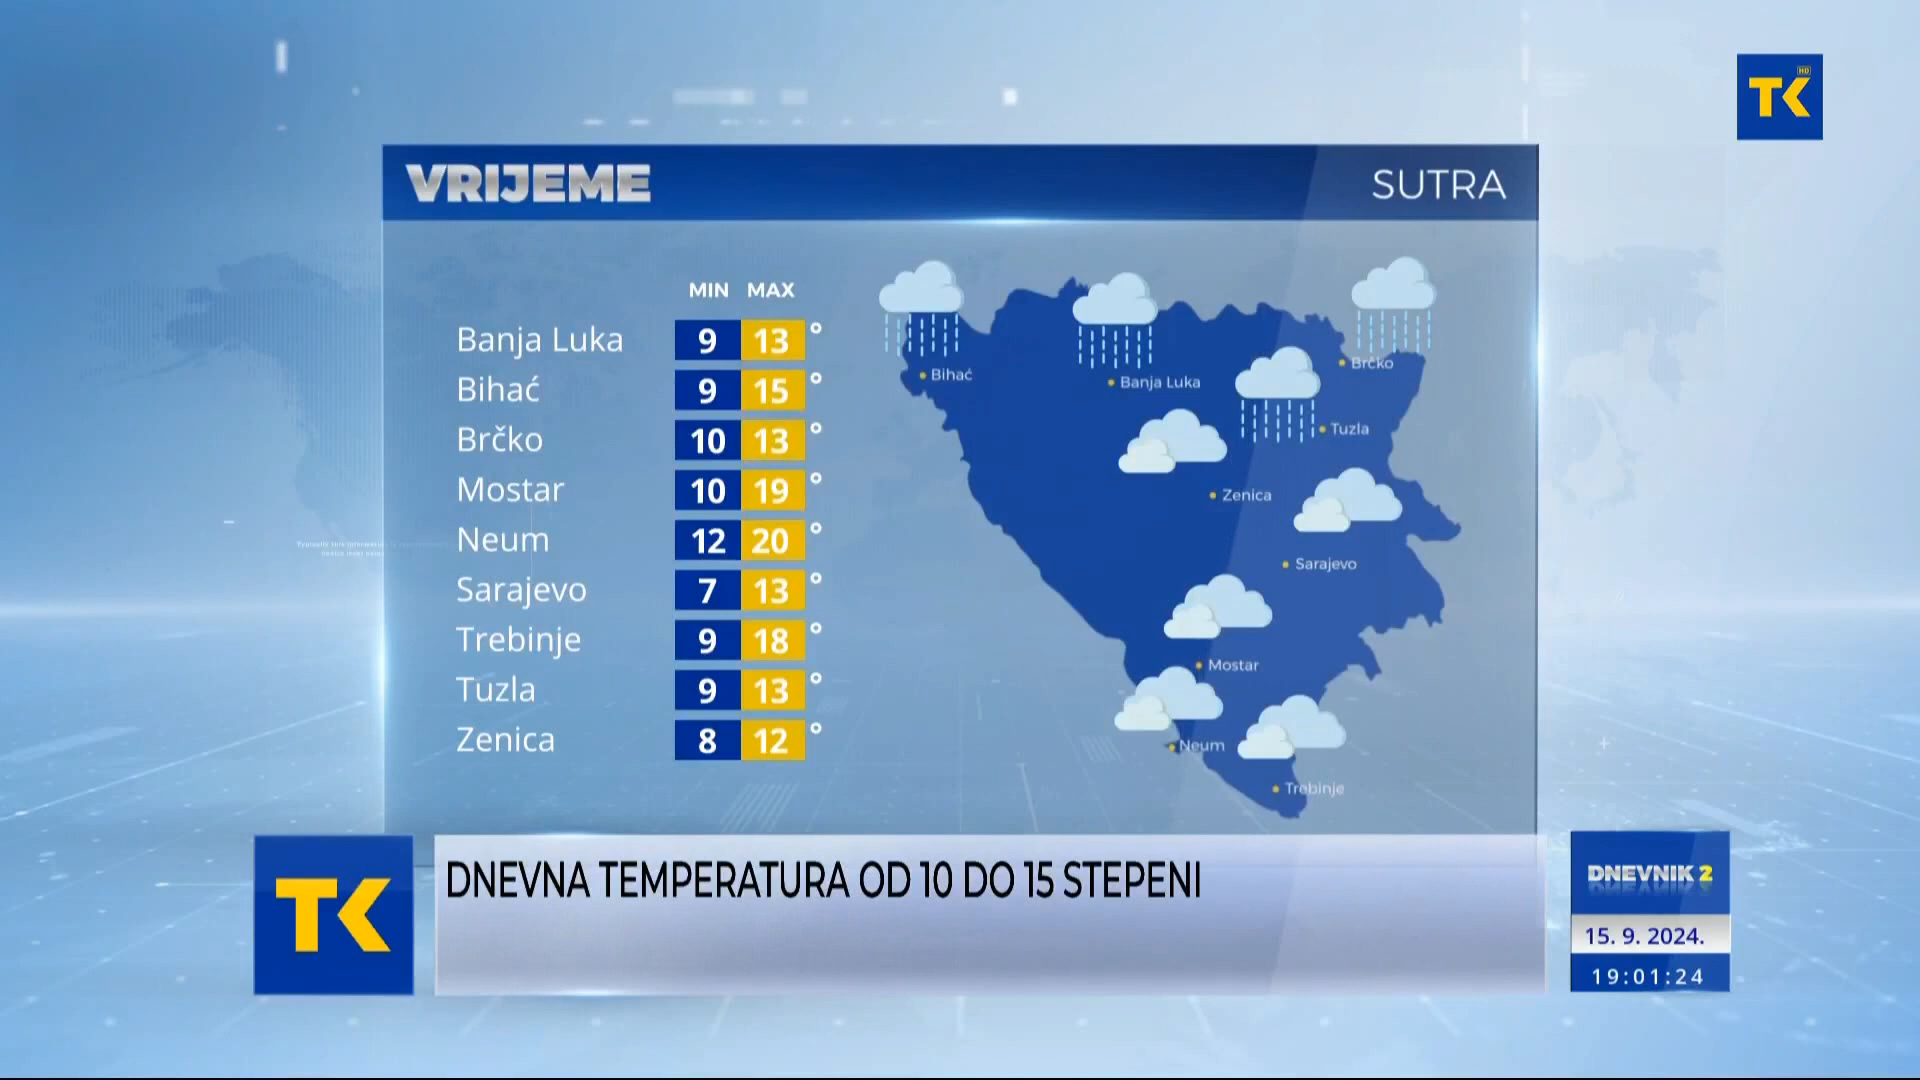 TK HD
VRIJEME
SUTRA
MIN MAX
Banja Luka 9 13 °
Bihać 9 15 °
Brčko 10 13 °
Mostar 10 19 °
Neum 12 20 °
Sarajevo 7 13 °
Trebinje 9 18 °
Tuzla 9 13 °
Zenica 8 12 °
Bihać
Banja Luka
Brčko
Tuzla
Zenica
Sarajevo
Mostar
Neum
Trebinje
TK
DNEVNA TEMPERATURA OD 10 DO 15 STEPENI
DNEVNIK 2
15. 9. 2024.
19:01:24